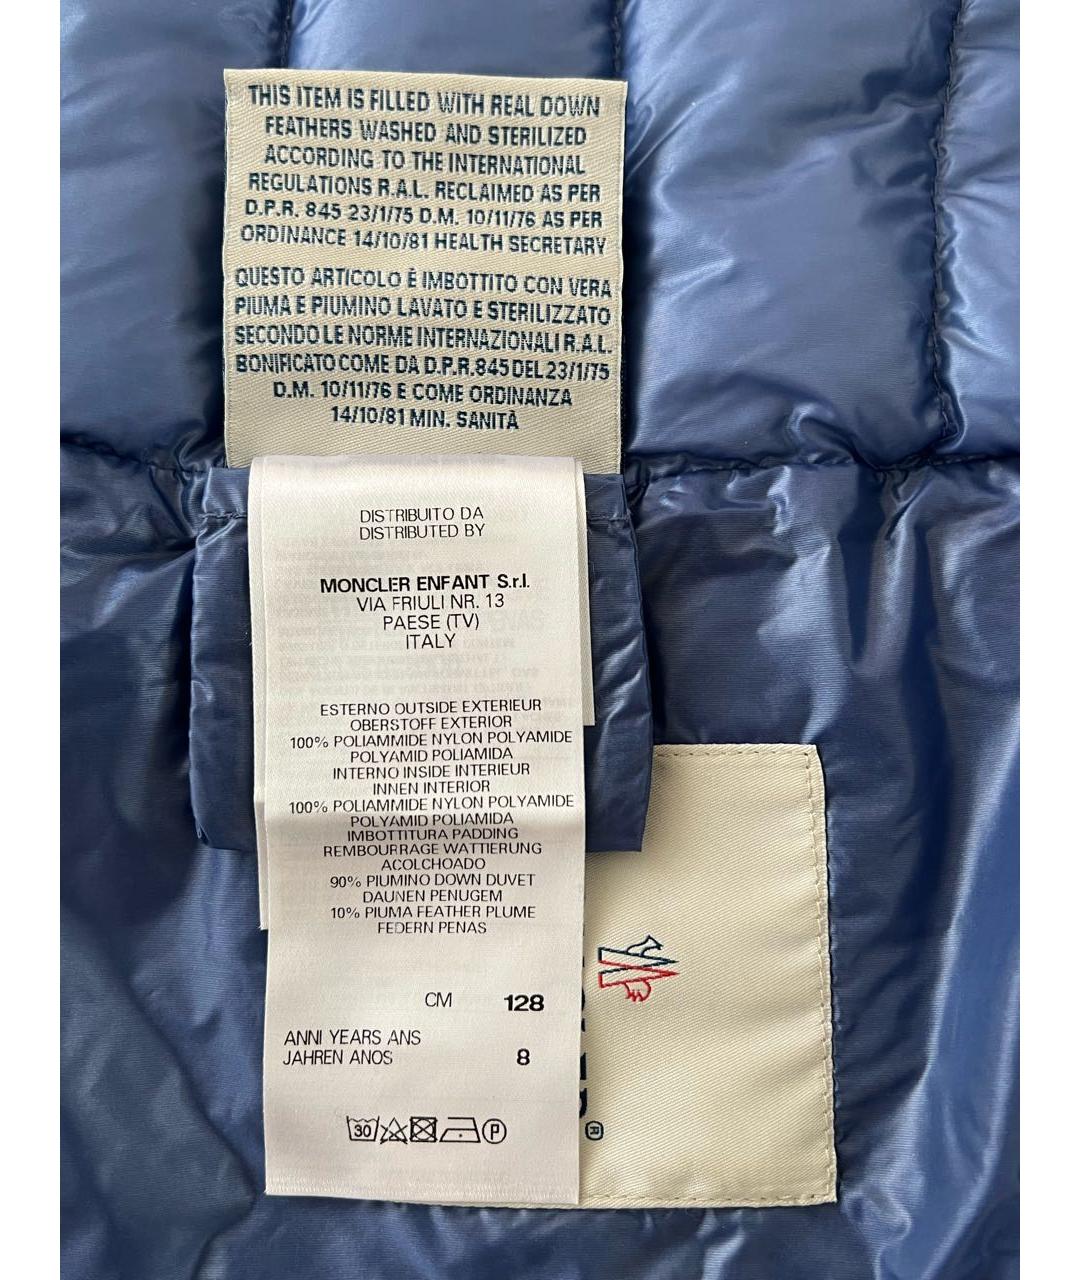 THIS ITEM IS FILLED WITH REAL DOWN
FEATHERS WASHED AND STERILIZED
ACCORDING TO THE INTERNATIONAL
REGULATIONS R.A.L. RECLAIMED AS PER
D.P.R. 845 23/1/75 D.M. 10/11/76 AS PER
ORDINANCE 14/10/81 HEALTH SECRETARY
QUESTO ARTICOLO È IMBOTTITO CON VERA
PIUMA E PIUMINO LAVATO E STERILIZZATO
SECONDO LE NORME INTERNAZIONALI R.A.L.
BONIFICATO COME DA D.P.R. 845 DEL 23/1/75
D.M. 10/11/76 E COME ORDINANZA
14/10/81 MIN. SANITÀ
DISTRIBUITO DA
DISTRIBUTED BY
MONCLER ENFANT S.r.l.
VIA FRIULI NR. 13
PAESE (TV)
ITALY
ESTERNO OUTSIDE EXTERIEUR
OBERSTOFF EXTERIOR
100% POLIAMMIDE NYLON POLYAMIDE
POLYAMID POLIAMIDA
INTERNO INSIDE INTERIEUR
INNEN INTERIOR
100% POLIAMMIDE NYLON POLYAMIDE
POLYAMID POLIAMIDA
IMBOTTITURA PADDING
REMBOURRAGE WATTIERUNG
ACOLCHOADO
90% PIUMINO DOWN DUVET
DAUNEN PENUGEM
10% PIUMA FEATHER PLUME
FEDERN PENAS
CM 128
ANNI YEARS ANS
JAHREN ANOS 8
30 P
®